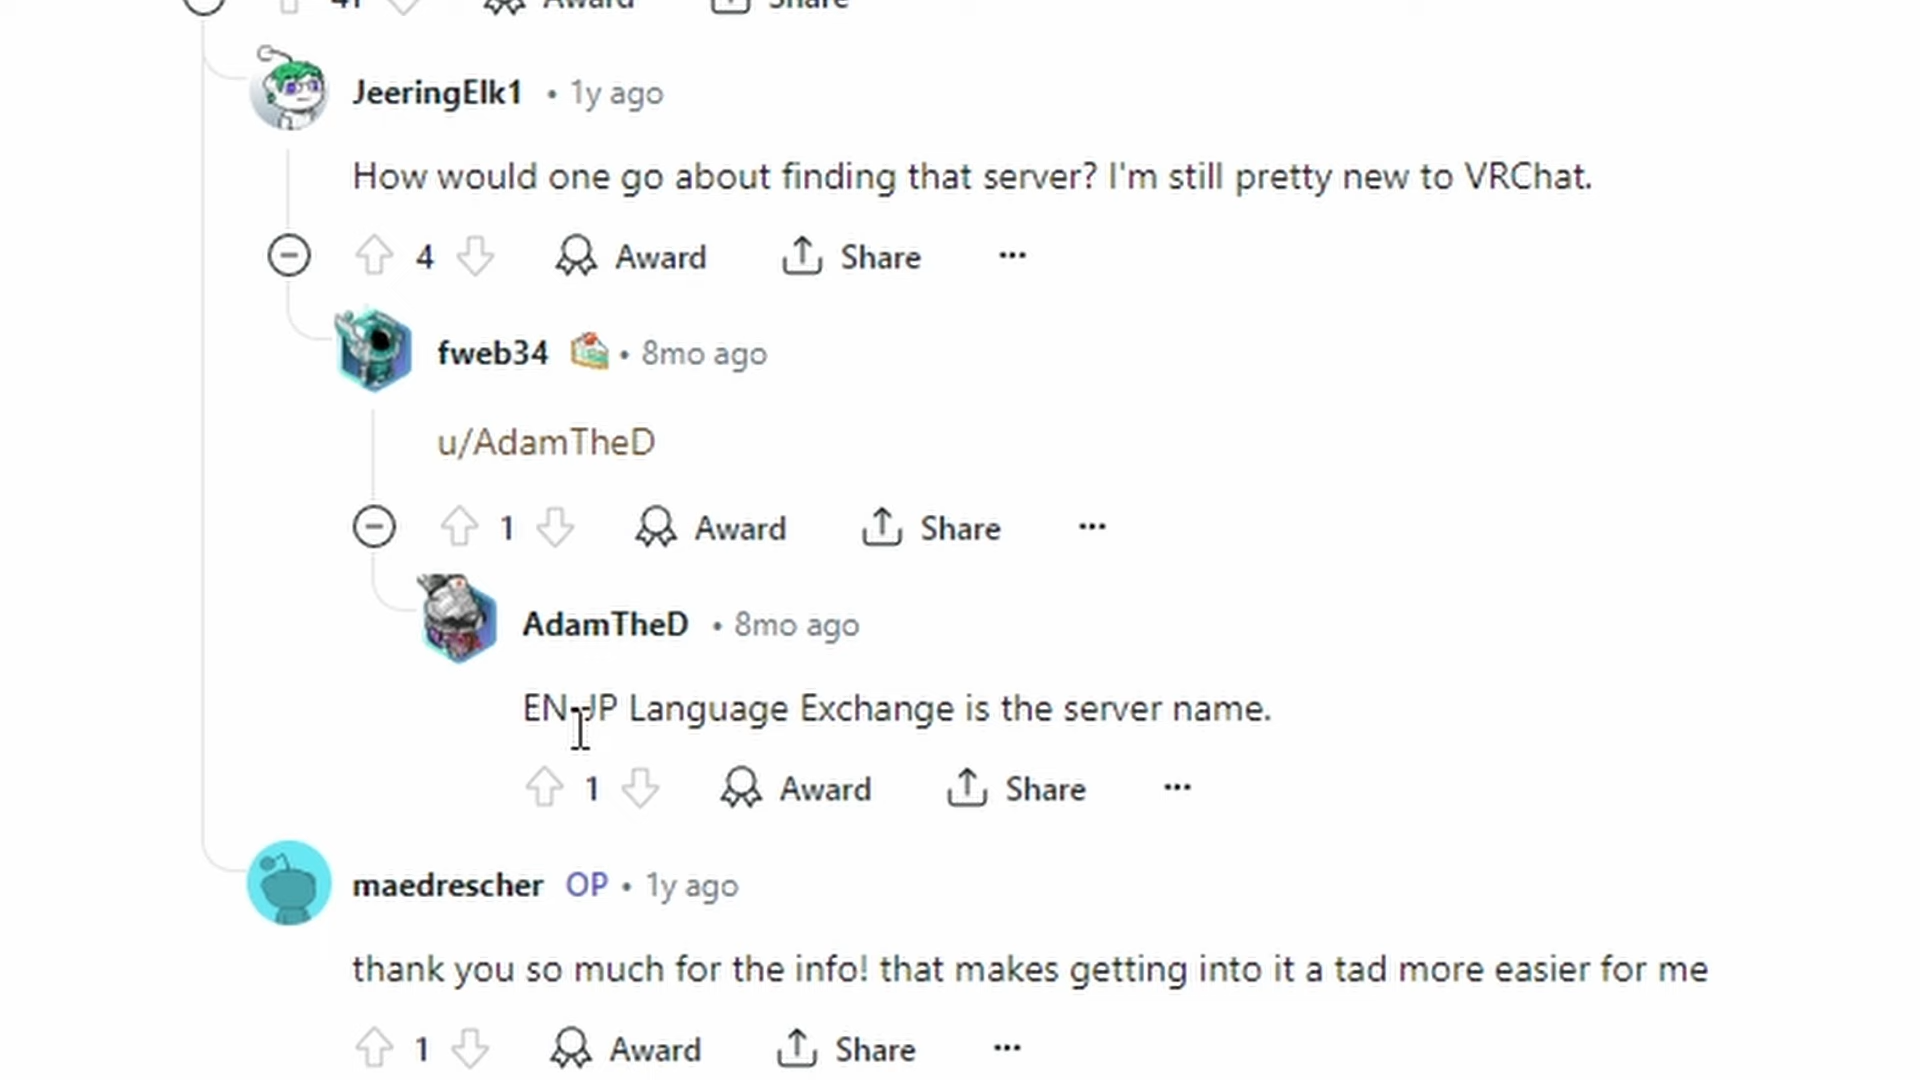 41 Award Share
JeeringElk1 • 1y ago
How would one go about finding that server? I'm still pretty new to VRChat.
4 Award Share ...
fweb34 • 8mo ago
u/AdamTheD
1 Award Share ...
AdamTheD • 8mo ago
EN-JP Language Exchange is the server name.
1 Award Share ...
maedrescher OP • 1y ago
thank you so much for the info! that makes getting into it a tad more easier for me
1 Award Share ...